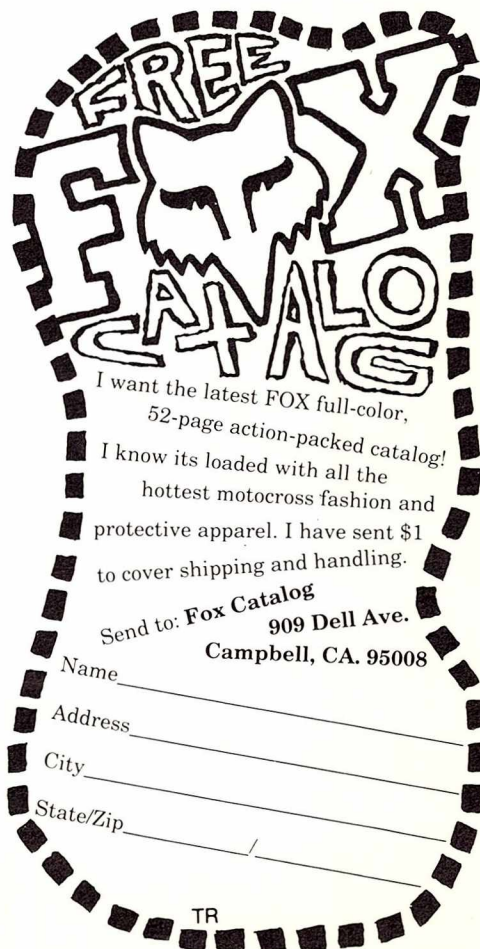 FREE
FOX
CATALOG
I want the latest FOX full-color,
52-page action-packed catalog!
I know its loaded with all the
hottest motocross fashion and
protective apparel. I have sent $1
to cover shipping and handling.
Send to: Fox Catalog
909 Dell Ave.
Campbell, CA. 95008
Name
Address
City
State/Zip /
TR